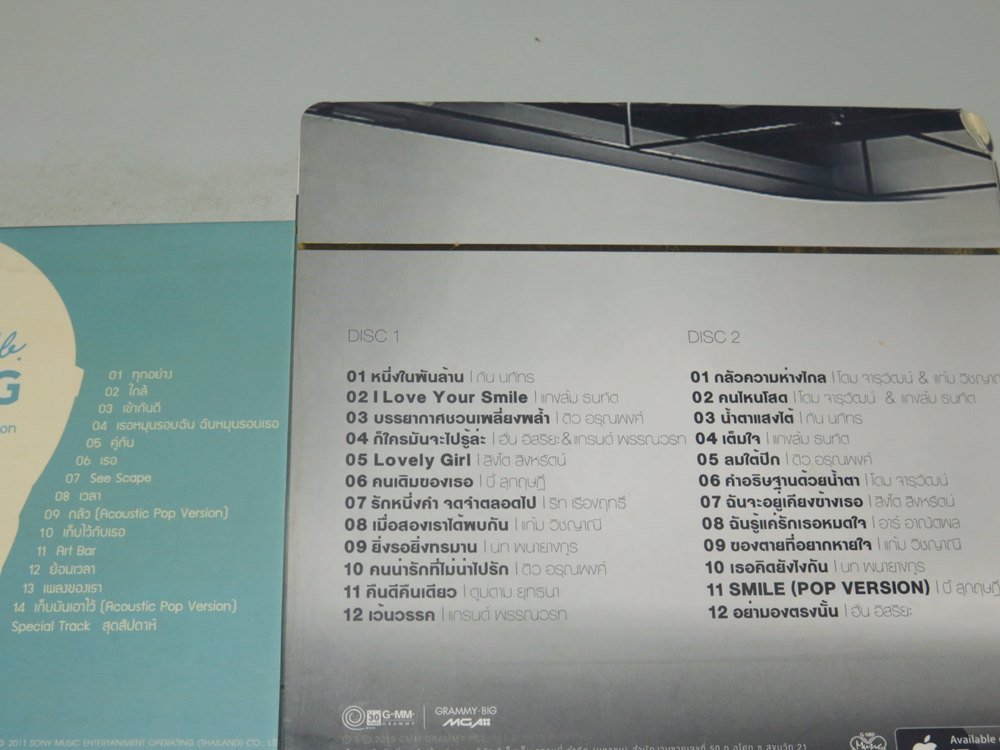 01 ทุกอย่าง
02 ใกล้
03 เข้ากันดี
04 เธอหมุนรอบฉัน ฉันหมุนรอบเธอ
05 คู่กัน
06 เธอ
07 See Scape
08 เวลา
09 กลัว (Acoustic Pop Version)
10 เก็บไว้กับเธอ
11 Art Bar
12 ย้อนเวลา
13 เพลงของเรา
14 เก็บมันเอาไว้ (Acoustic Pop Version)
Special Track สุดสัปดาห์
© 2011 SONY MUSIC ENTERTAINMENT OPERATING (THAILAND) CO.,
DISC 1
01 หนึ่งในพันล้าน | กัน นภัทร
02 I Love Your Smile | แกงส้ม ธนทัต
03 บรรยากาศชวนเพลี่ยงพล้ำ | ดิว อรุณพงศ์
04 ก็ใครมันจะไปรู้ล่ะ | ฮั่น อิสริยะ & แกรนด์ พรรณวรท
05 Lovely Girl | สิงโต สิงหรัตน์
06 คนเดิมของเธอ | บี้ สุกฤษฎิ์
07 รักหนึ่งคำ จดจำตลอดไป | ริท เรืองฤทธิ์
08 เมื่อสองเราได้พบกัน | แก้ม วิชญาณี
09 ยิ่งรอยิ่งทรมาน | นท พนายางกูร
10 คนน่ารักที่ไม่น่าไปรัก | ดิว อรุณพงศ์
11 คืนดีคืนเดียว | ตูมตาม ยุทธนา
12 เว้นวรรค | แกรนด์ พรรณวรท
DISC 2
01 กลัวความห่างไกล | โดม จารุวัฒน์ & แก้ม วิชญาณ
02 คนไหนโสด | โดม จารุวัฒน์ & แกงส้ม ธนทัต
03 น้ำตาแสงไต้ | กัน นภัทร
04 เต็มใจ | แกงส้ม ธนทัต
05 ลมใต้ปีก | ดิว อรุณพงศ์
06 คำอธิษฐานด้วยน้ำตา | โดม จารุวัฒน์
07 ฉันจะอยู่เคียงข้างเธอ | สิงโต สิงหรัตน์
08 ฉันรู้แค่รักเธอหมดใจ | อาร์ อาณัตพล
09 ของตายที่อยากหายใจ | แก้ม วิชญาณี
10 เธอคิดยังไงกัน | นท พนายางกูร
11 SMILE (POP VERSION) | บี้ สุกฤษฎิ์
12 อย่ามองตรงนั้น | ฮั่น อิสริยะ
30 G-MM' GRAMMY
GRAMMY-BIG
MGA
Available